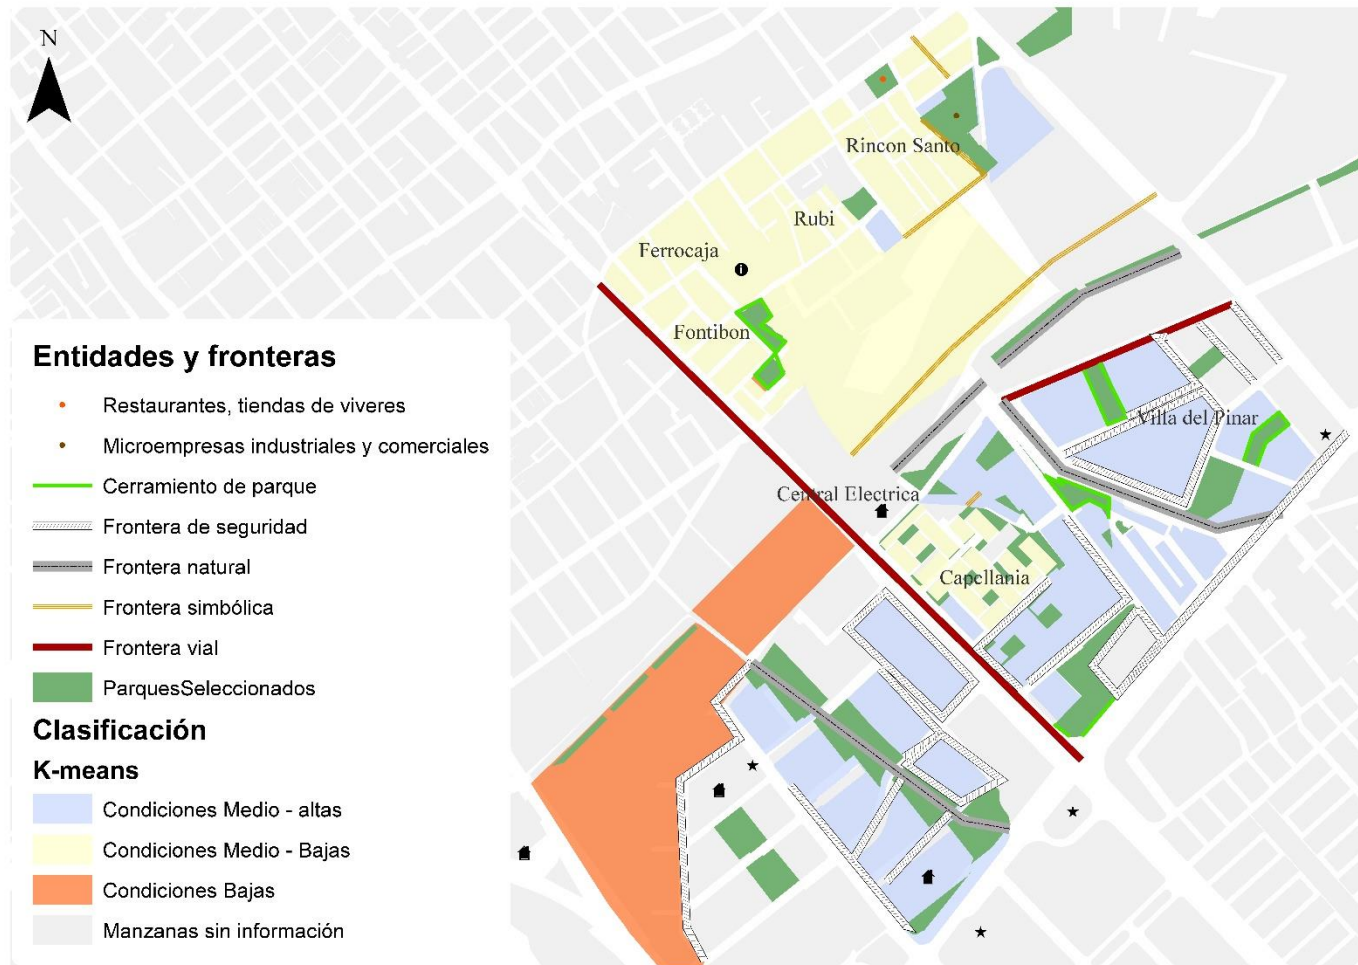 N
Rincon Santo
Rubi
Ferrocaja
Fontibon
Villa del Pinar
Central Electrica
Capellania
Entidades y fronteras
Restaurantes, tiendas de viveres
Microempresas industriales y comerciales
Cerramiento de parque
Frontera de seguridad
Frontera natural
Frontera simbólica
Frontera vial
ParquesSeleccionados
Clasificación
K-means
Condiciones Medio - altas
Condiciones Medio - Bajas
Condiciones Bajas
Manzanas sin información